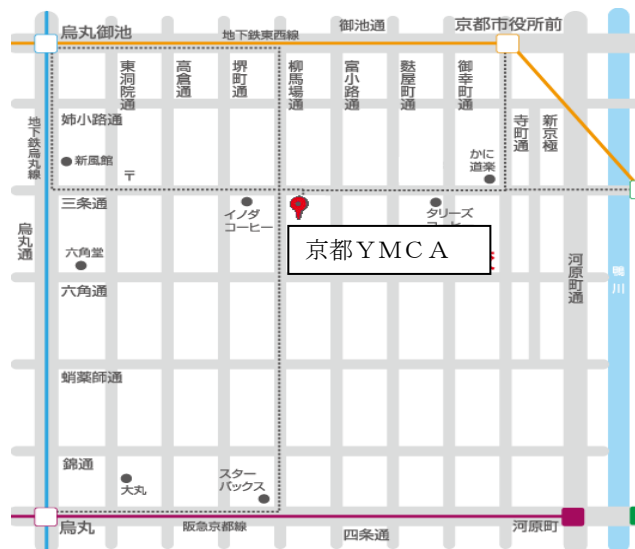 烏丸御池
地下鉄東西線
御池通
京都市役所前
東洞院通
高倉通
堺町通
柳馬場通
富小路通
麩屋町通
御幸町通
寺町通
新京極
姉小路通
地下鉄烏丸線
新風館
〒
かに
道楽
三条通
イノダ
コーヒー
タリーズ
烏丸通
六角堂
京都YMCA
河原町通
鴨川
六角通
蛸薬師通
錦通
大丸
スター
バックス
烏丸
阪急京都線
四条通
河原町